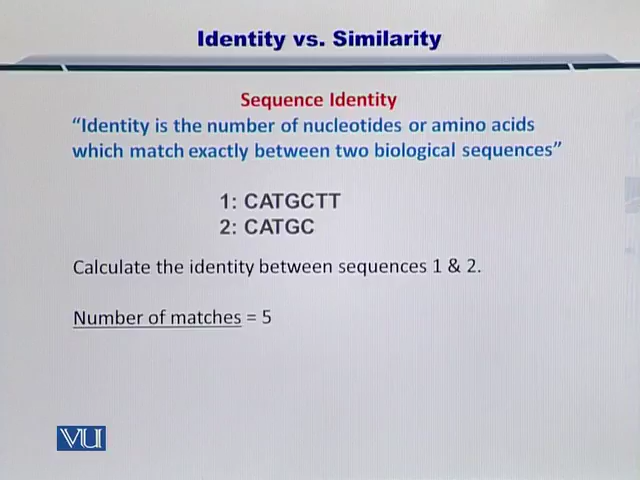 Identity vs. Similarity
Sequence Identity
“Identity is the number of nucleotides or amino acids
which match exactly between two biological sequences”
1: CATGCTT
2: CATGC
Calculate the identity between sequences 1 & 2.
Number of matches = 5
VU